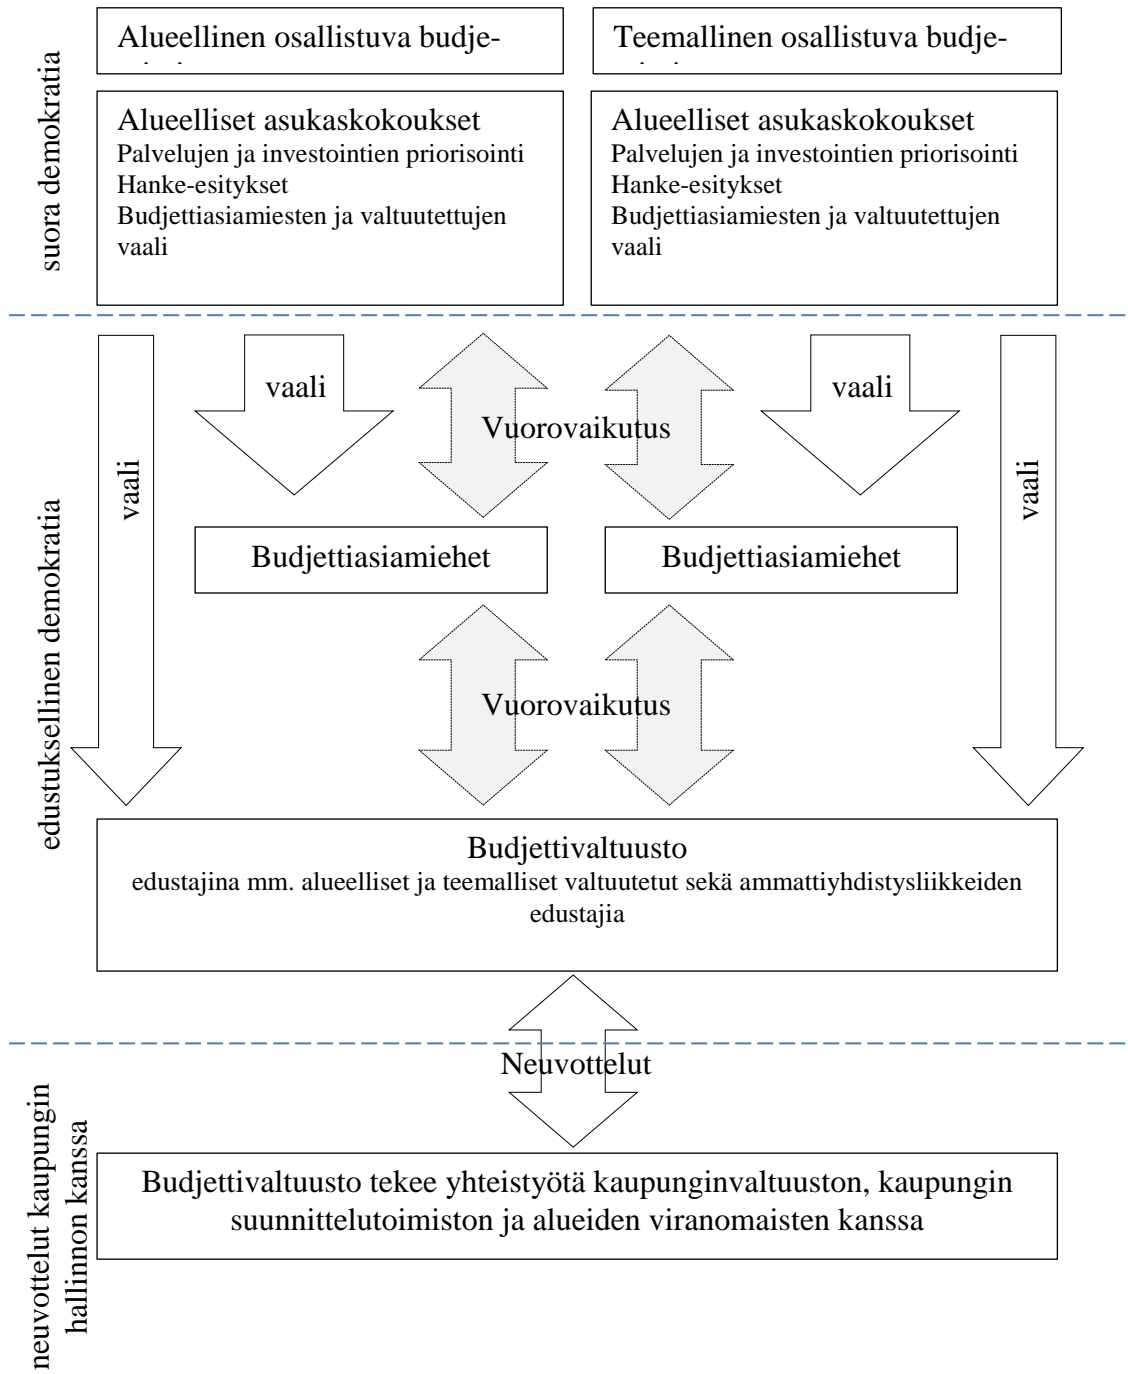 suora demokratia
Alueellinen osallistuva budje-
Teemallinen osallistuva budje-
Alueelliset asukaskokoukset
Palvelujen ja investointien priorisointi
Hanke-esitykset
Budjettiasiamiesten ja valtuutettujen
vaali
Alueelliset asukaskokoukset
Palvelujen ja investointien priorisointi
Hanke-esitykset
Budjettiasiamiesten ja valtuutettujen
vaali
edustuksellinen demokratia
vaali
vaali
Vuorovaikutus
vaali
vaali
Budjettiasiamiehet
Budjettiasiamiehet
Vuorovaikutus
Budjettivaltuusto
edustajina mm. alueelliset ja teemalliset valtuutetut sekä ammattiyhdistysliikkeiden
edustajia
Neuvottelut
neuvottelut kaupungin
hallinnon kanssa
Budjettivaltuusto tekee yhteistyötä kaupunginvaltuuston, kaupungin
suunnittelutoimiston ja alueiden viranomaisten kanssa